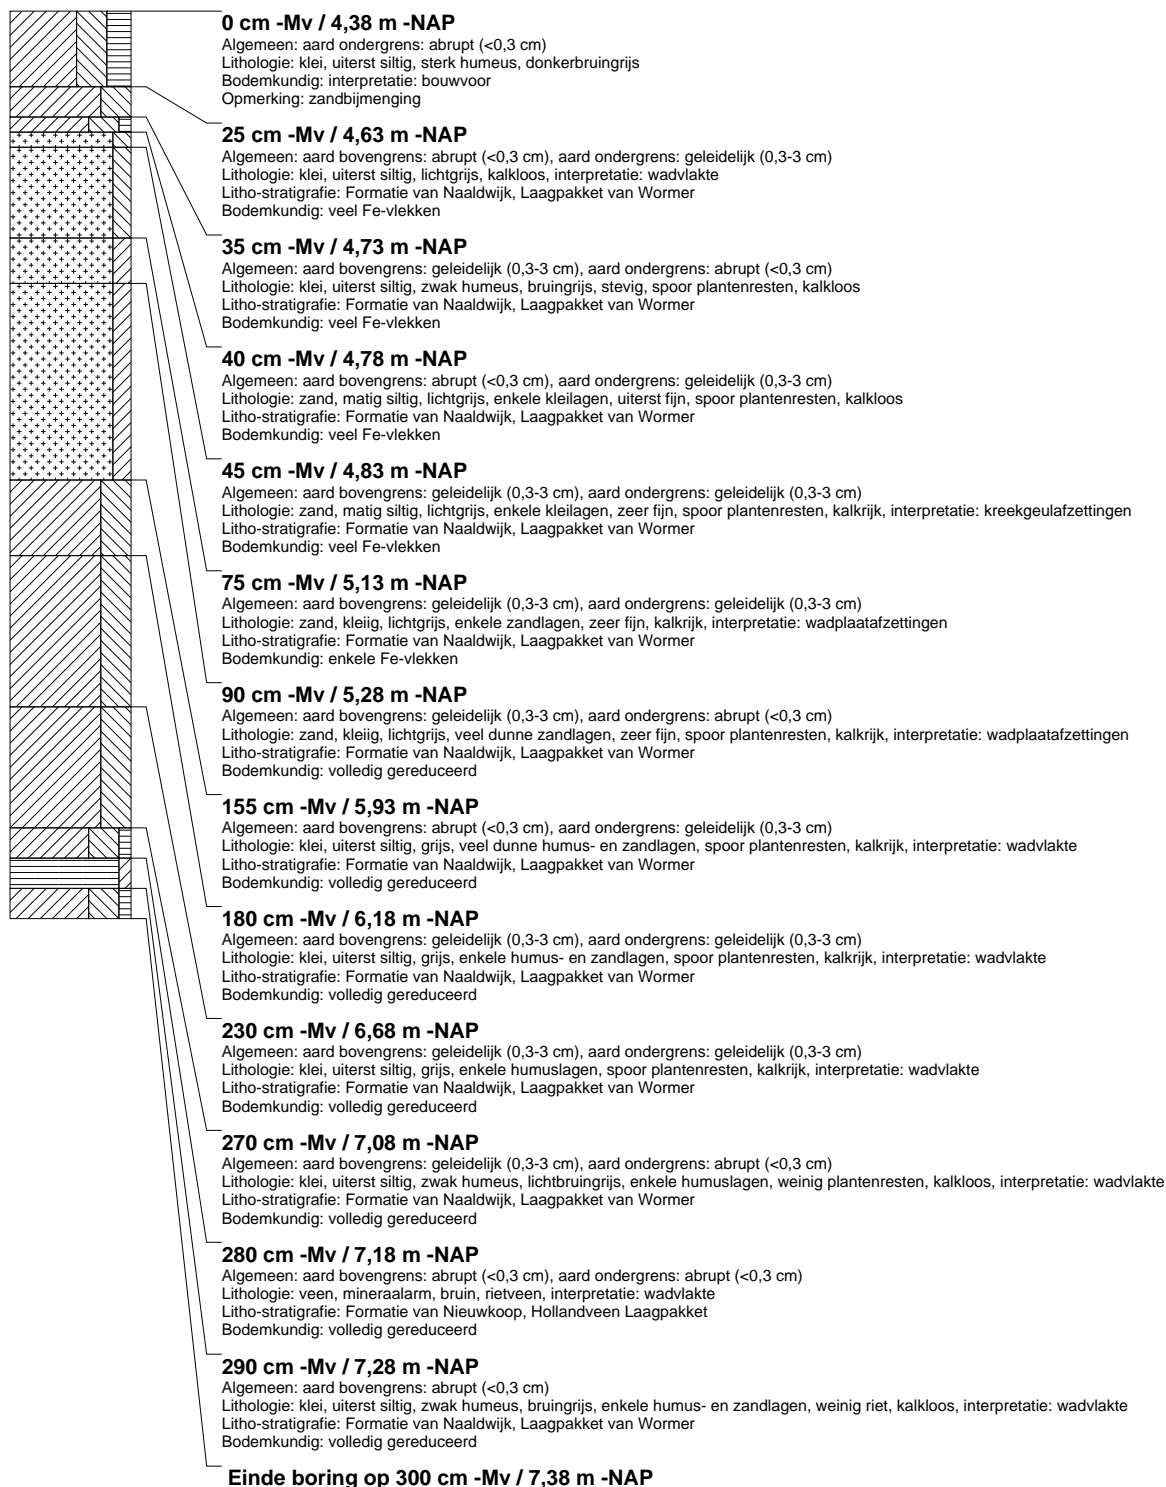 0 cm -Mv / 4,38 m -NAP
Algemeen: aard ondergrens: abrupt (<0,3 cm)
Lithologie: klei, uiterst siltig, sterk humeus, donkerbruingrijs
Bodemkundig: interpretatie: bouwvoor
Opmerking: zandbijmenging
25 cm -Mv / 4,63 m -NAP
Algemeen: aard bovengrens: abrupt (<0,3 cm), aard ondergrens: geleidelijk (0,3-3 cm)
Lithologie: klei, uiterst siltig, lichtgrijs, kalkloos, interpretatie: wadvlakte
Litho-stratigrafie: Formatie van Naaldwijk, Laagpakket van Wormer
Bodemkundig: veel Fe-vlekken
35 cm -Mv / 4,73 m -NAP
Algemeen: aard bovengrens: geleidelijk (0,3-3 cm), aard ondergrens: abrupt (<0,3 cm)
Lithologie: klei, uiterst siltig, zwak humeus, bruingrijs, stevig, spoor plantenresten, kalkloos
Litho-stratigrafie: Formatie van Naaldwijk, Laagpakket van Wormer
Bodemkundig: veel Fe-vlekken
40 cm -Mv / 4,78 m -NAP
Algemeen: aard bovengrens: abrupt (<0,3 cm), aard ondergrens: geleidelijk (0,3-3 cm)
Lithologie: zand, matig siltig, lichtgrijs, enkele kleilagen, uiterst fijn, spoor plantenresten, kalkloos
Litho-stratigrafie: Formatie van Naaldwijk, Laagpakket van Wormer
Bodemkundig: veel Fe-vlekken
45 cm -Mv / 4,83 m -NAP
Algemeen: aard bovengrens: geleidelijk (0,3-3 cm), aard ondergrens: geleidelijk (0,3-3 cm)
Lithologie: zand, matig siltig, lichtgrijs, enkele kleilagen, zeer fijn, spoor plantenresten, kalkrijk, interpretatie: kreekgeulafzettingen
Litho-stratigrafie: Formatie van Naaldwijk, Laagpakket van Wormer
Bodemkundig: veel Fe-vlekken
75 cm -Mv / 5,13 m -NAP
Algemeen: aard bovengrens: geleidelijk (0,3-3 cm), aard ondergrens: geleidelijk (0,3-3 cm)
Lithologie: zand, kleiig, lichtgrijs, enkele zandlagen, zeer fijn, kalkrijk, interpretatie: wadplaatafzettingen
Litho-stratigrafie: Formatie van Naaldwijk, Laagpakket van Wormer
Bodemkundig: enkele Fe-vlekken
90 cm -Mv / 5,28 m -NAP
Algemeen: aard bovengrens: geleidelijk (0,3-3 cm), aard ondergrens: abrupt (<0,3 cm)
Lithologie: zand, kleiig, lichtgrijs, veel dunne zandlagen, zeer fijn, spoor plantenresten, kalkrijk, interpretatie: wadplaatafzettingen
Litho-stratigrafie: Formatie van Naaldwijk, Laagpakket van Wormer
Bodemkundig: volledig gereduceerd
155 cm -Mv / 5,93 m -NAP
Algemeen: aard bovengrens: abrupt (<0,3 cm), aard ondergrens: geleidelijk (0,3-3 cm)
Lithologie: klei, uiterst siltig, grijs, veel dunne humus- en zandlagen, spoor plantenresten, kalkrijk, interpretatie: wadvlakte
Litho-stratigrafie: Formatie van Naaldwijk, Laagpakket van Wormer
Bodemkundig: volledig gereduceerd
180 cm -Mv / 6,18 m -NAP
Algemeen: aard bovengrens: geleidelijk (0,3-3 cm), aard ondergrens: geleidelijk (0,3-3 cm)
Lithologie: klei, uiterst siltig, grijs, enkele humus- en zandlagen, spoor plantenresten, kalkrijk, interpretatie: wadvlakte
Litho-stratigrafie: Formatie van Naaldwijk, Laagpakket van Wormer
Bodemkundig: volledig gereduceerd
230 cm -Mv / 6,68 m -NAP
Algemeen: aard bovengrens: geleidelijk (0,3-3 cm), aard ondergrens: geleidelijk (0,3-3 cm)
Lithologie: klei, uiterst siltig, grijs, enkele humuslagen, spoor plantenresten, kalkrijk, interpretatie: wadvlakte
Litho-stratigrafie: Formatie van Naaldwijk, Laagpakket van Wormer
Bodemkundig: volledig gereduceerd
270 cm -Mv / 7,08 m -NAP
Algemeen: aard bovengrens: geleidelijk (0,3-3 cm), aard ondergrens: abrupt (<0,3 cm)
Lithologie: klei, uiterst siltig, zwak humeus, lichtbruingrijs, enkele humuslagen, weinig plantenresten, kalkloos, interpretatie: wadvlakte
Litho-stratigrafie: Formatie van Naaldwijk, Laagpakket van Wormer
Bodemkundig: volledig gereduceerd
280 cm -Mv / 7,18 m -NAP
Algemeen: aard bovengrens: abrupt (<0,3 cm), aard ondergrens: abrupt (<0,3 cm)
Lithologie: veen, mineraalarm, bruin, rietveen, interpretatie: wadvlakte
Litho-stratigrafie: Formatie van Nieuwkoop, Hollandveen Laagpakket
Bodemkundig: volledig gereduceerd
290 cm -Mv / 7,28 m -NAP
Algemeen: aard bovengrens: abrupt (<0,3 cm)
Lithologie: klei, uiterst siltig, zwak humeus, bruingrijs, enkele humus- en zandlagen, weinig riet, kalkloos, interpretatie: wadvlakte
Litho-stratigrafie: Formatie van Naaldwijk, Laagpakket van Wormer
Bodemkundig: volledig gereduceerd
Einde boring op 300 cm -Mv / 7,38 m -NAP